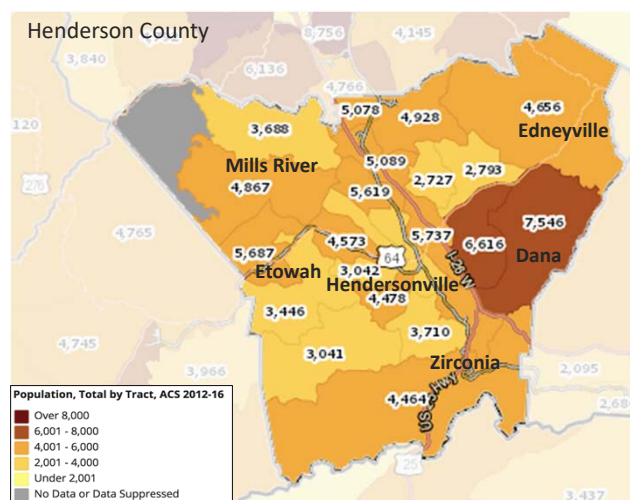 Henderson County
8,756
4,145
3,840
6,136
4,766
5,078
4,928
4,656
120
3,688
Edneyville
Mills River
5,089
2,793
2,727
4,867
5,619
276
7,546
4,765
5,687
4,573
5,737
6,616
Dana
64
I-26 W
Etowah
3,042
Hendersonville
4,478
3,446
3,710
3,041
Zirconia
4,745
3,966
2,095
4,464
US
Hwy
25
3,437
Population, Total by Tract, ACS 2012-16
Over 8,000
6,001 - 8,000
4,001 - 6,000
2,001 - 4,000
Under 2,001
No Data or Data Suppressed